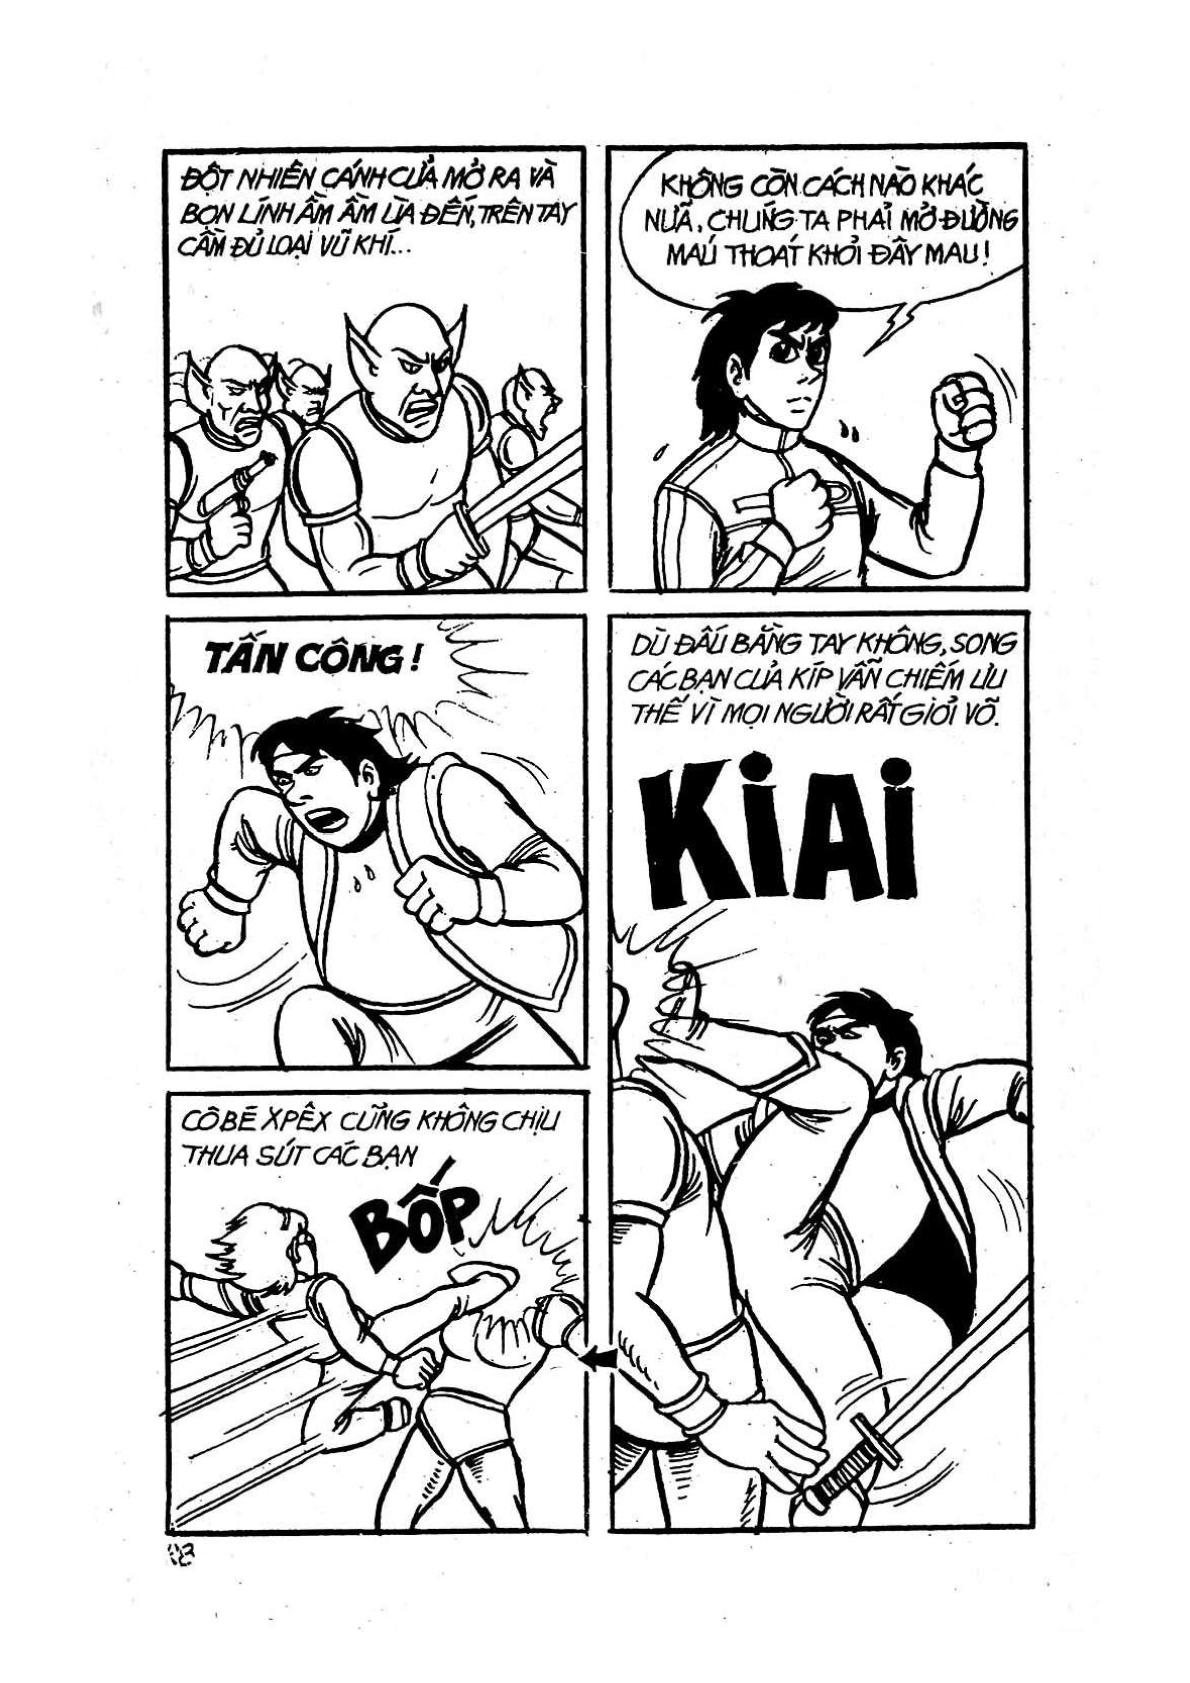 ĐỘT NHIÊN CÁNH CỬA MỞ RA VÀ
BỌN LÍNH ẦM ẦM ÙA ĐẾN, TRÊN TAY
CẦM ĐỦ LOẠI VŨ KHÍ...
KHÔNG CÒN CÁCH NÀO KHÁC
NỮA, CHÚNG TA PHẢI MỞ ĐƯỜNG
MÁU THOÁT KHỎI ĐÂY MAU!
TẤN CÔNG!
DÙ ĐẤU BẰNG TAY KHÔNG, SONG
CÁC BẠN CỦA KÍP VẪN CHIẾM ƯU
THẾ VÌ MỌI NGƯỜI RẤT GIỎI VÕ.
KiAi
CÔ BÉ XPÊX CŨNG KHÔNG CHỊU
THUA SÚT CÁC BẠN
BỐP